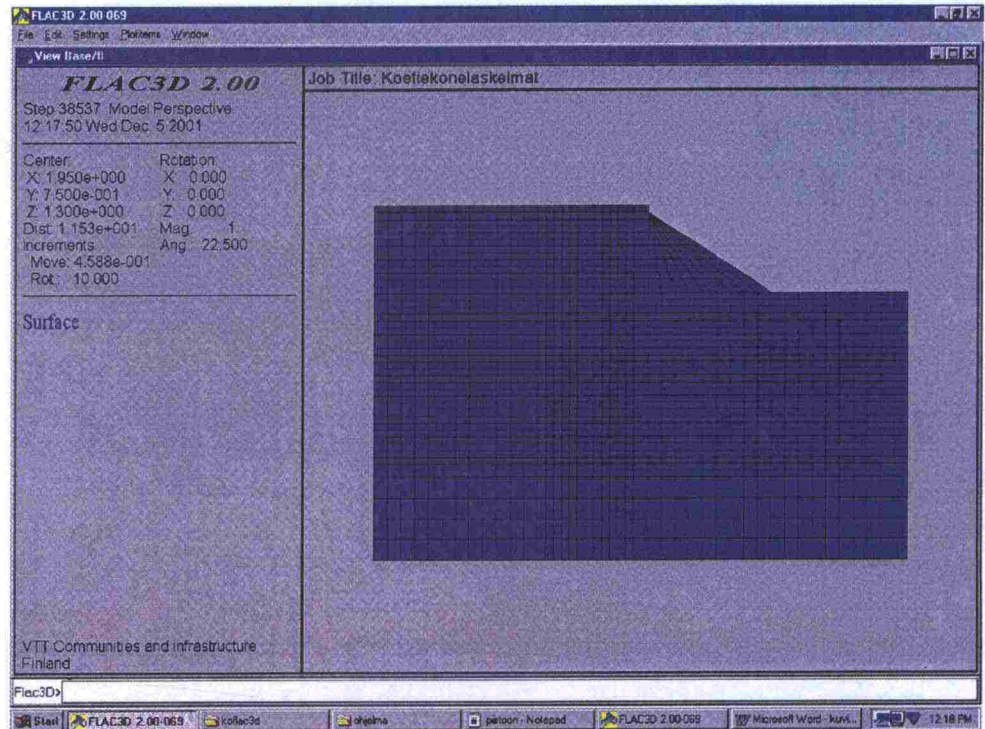 FLAC3D 2.00-069
File Edit Settings PlotItems Window
View Base/0
FLAC3D 2.00
Step 38537 Model Perspective
12:17:50 Wed Dec 5 2001
Center: Rotation:
X: 1.950e+000 X: 0.000
Y: 7.500e-001 Y: 0.000
Z: 1.300e+000 Z: 0.000
Dist: 1.153e+001 Mag.: 1
Increments: Ang.: 22.500
Move: 4.588e-001
Rot.: 10.000
Surface
VTT Communities and Infrastructure
Finland
Job Title: Koetiekonelaskelmat
Flac3D>
Start FLAC3D 2.00-069 koflac3d ohjelma pistoon - Notepad FLAC3D 2.00-069 Microsoft Word - kuvi... 12:18 PM